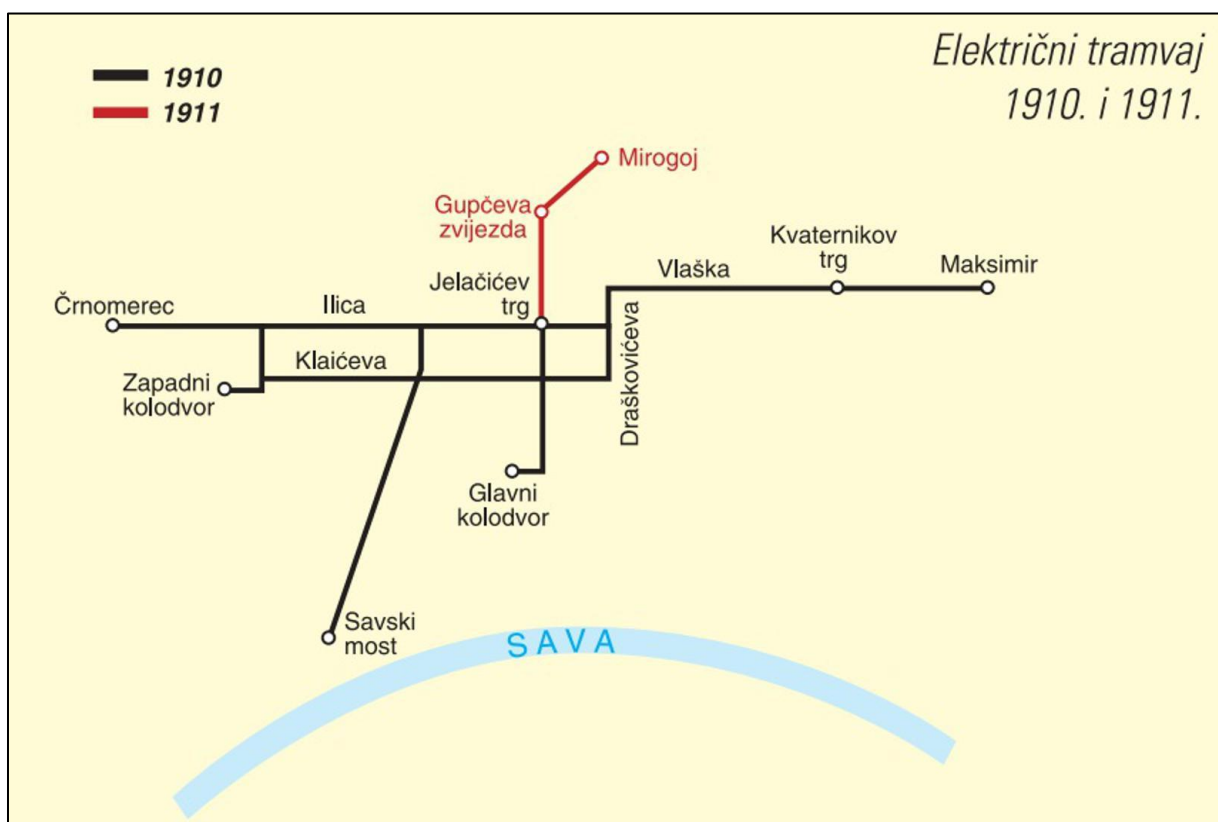 Električni tramvaj
1910. i 1911.
1910
1911
Mirogoj
Gupčeva
zvijezda
Kvaternikov
trg
Vlaška
Maksimir
Jelačićev
trg
Črnomerec
Ilica
Klaićeva
Draškovićeva
Zapadni
kolodvor
Glavni
kolodvor
Savski
most
SAVA